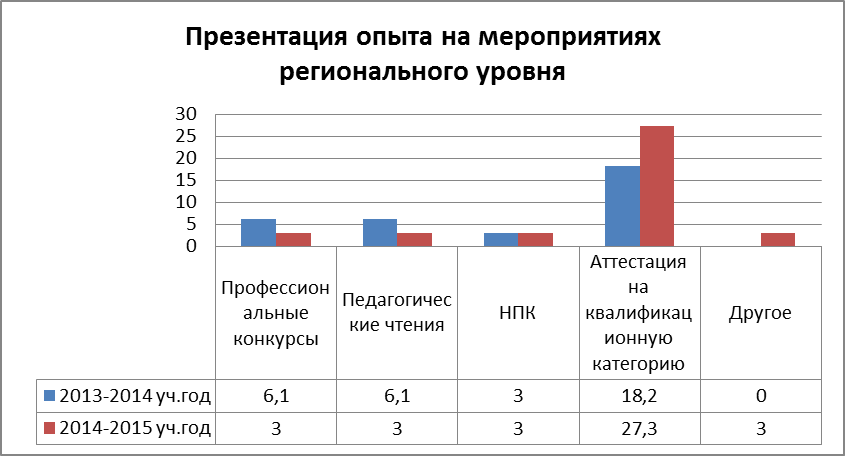 Презентация опыта на мероприятиях
регионального уровня
30
25
20
15
10
5
0
Профессион
альные
конкурсы
Педагогичес
кие чтения
НПК
Аттестация
на
квалификац
ионную
категорию
Другое
2013-2014 уч.год 6,1 6,1 3 18,2 0
2014-2015 уч.год 3 3 3 27,3 3